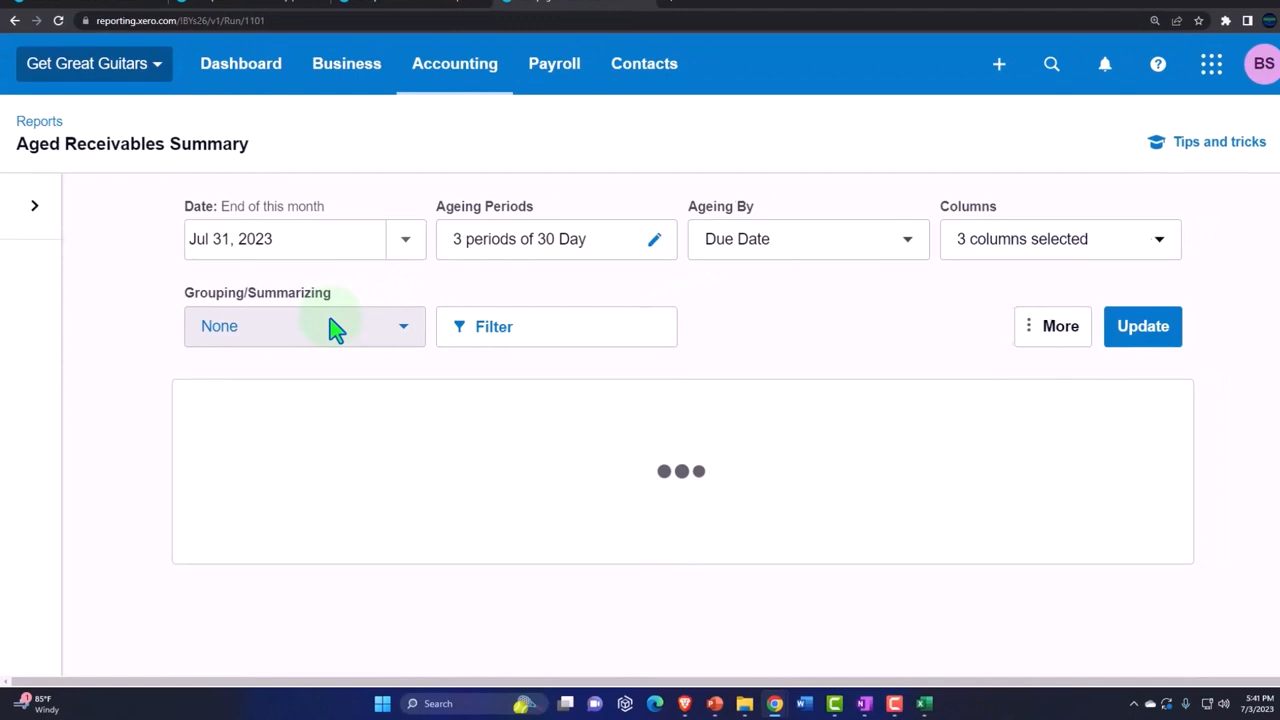 reporting.xero.com/!BYs26/v1/Run/1101
Get Great Guitars
Dashboard
Business
Accounting
Payroll
Contacts
BS
Reports
Aged Receivables Summary
Tips and tricks
Date: End of this month
Ageing Periods
Ageing By
Columns
Jul 31, 2023
3 periods of 30 Day
Due Date
3 columns selected
Grouping/Summarizing
None
Filter
More
Update
85°F
Windy
Search
5:41 PM
7/3/2023